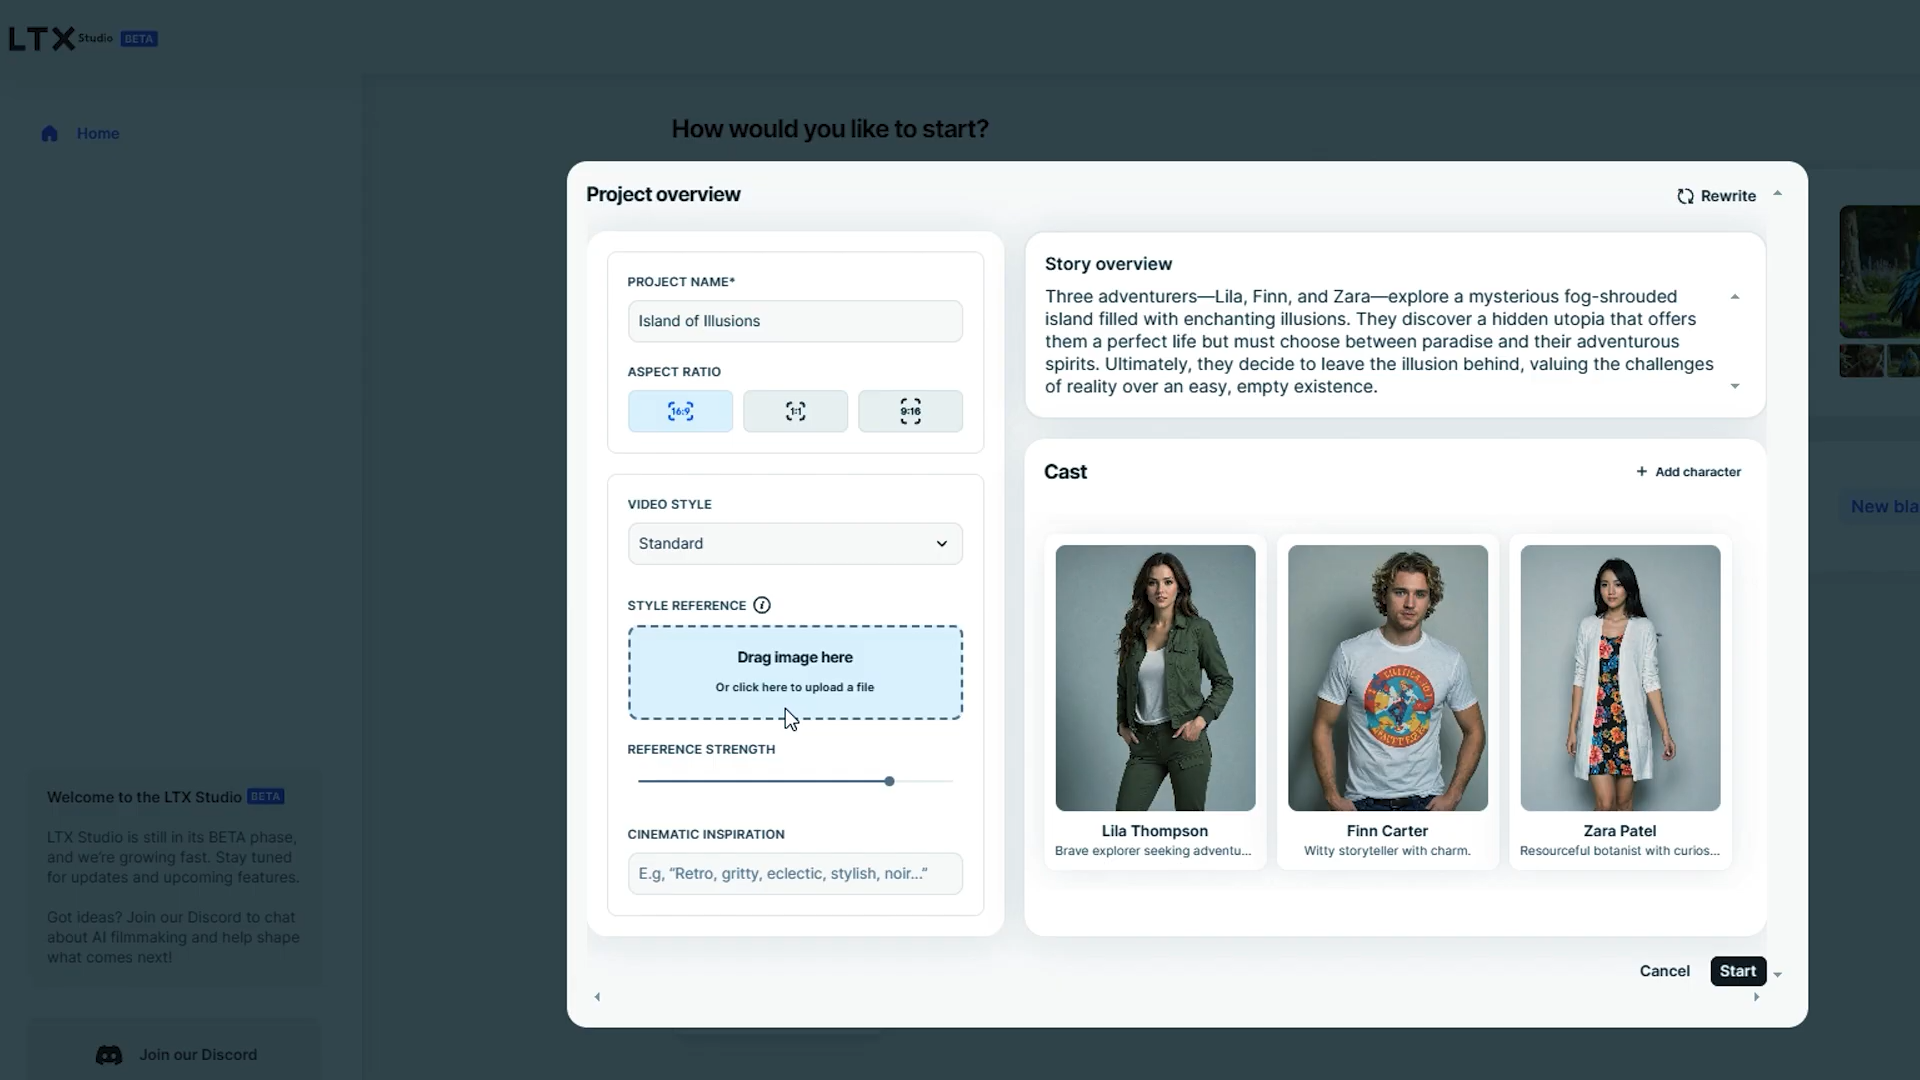 LTX Studio BETA
Home
How would you like to start?
Project overview
Rewrite
PROJECT NAME*
Island of Illusions
ASPECT RATIO
16:9
1:1
9:16
VIDEO STYLE
Standard
STYLE REFERENCE
Drag image here
Or click here to upload a file
REFERENCE STRENGTH
CINEMATIC INSPIRATION
E.g, “Retro, gritty, eclectic, stylish, noir...”
Story overview
Three adventurers—Lila, Finn, and Zara—explore a mysterious fog-shrouded
island filled with enchanting illusions. They discover a hidden utopia that offers
them a perfect life but must choose between paradise and their adventurous
spirits. Ultimately, they decide to leave the illusion behind, valuing the challenges
of reality over an easy, empty existence.
Cast
+ Add character
Lila Thompson
Brave explorer seeking adventu...
Finn Carter
Witty storyteller with charm.
Zara Patel
Resourceful botanist with curios...
Cancel
Start
New bla
Welcome to the LTX Studio BETA
LTX Studio is still in its BETA phase,
and we're growing fast. Stay tuned
for updates and upcoming features.
Got ideas? Join our Discord to chat
about AI filmmaking and help shape
what comes next!
Join our Discord